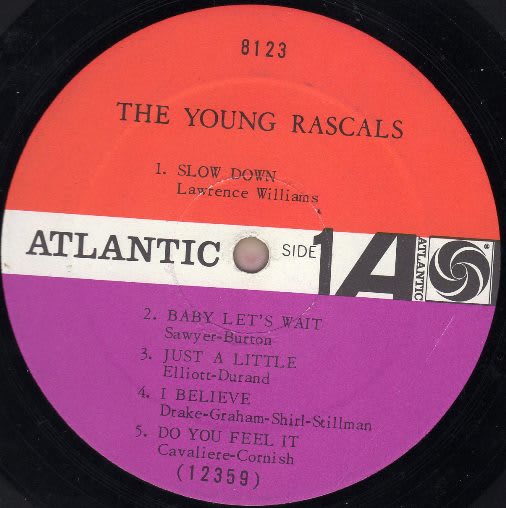 8123
THE YOUNG RASCALS
1. SLOW DOWN
Lawrence Williams
ATLANTIC SIDE 1 A ATLANTIC ®
2. BABY LET'S WAIT
Sawyer-Burton
3. JUST A LITTLE
Elliott-Durand
4. I BELIEVE
Drake-Graham-Shirl-Stillman
5. DO YOU FEEL IT
Cavaliere-Cornish
(12359)